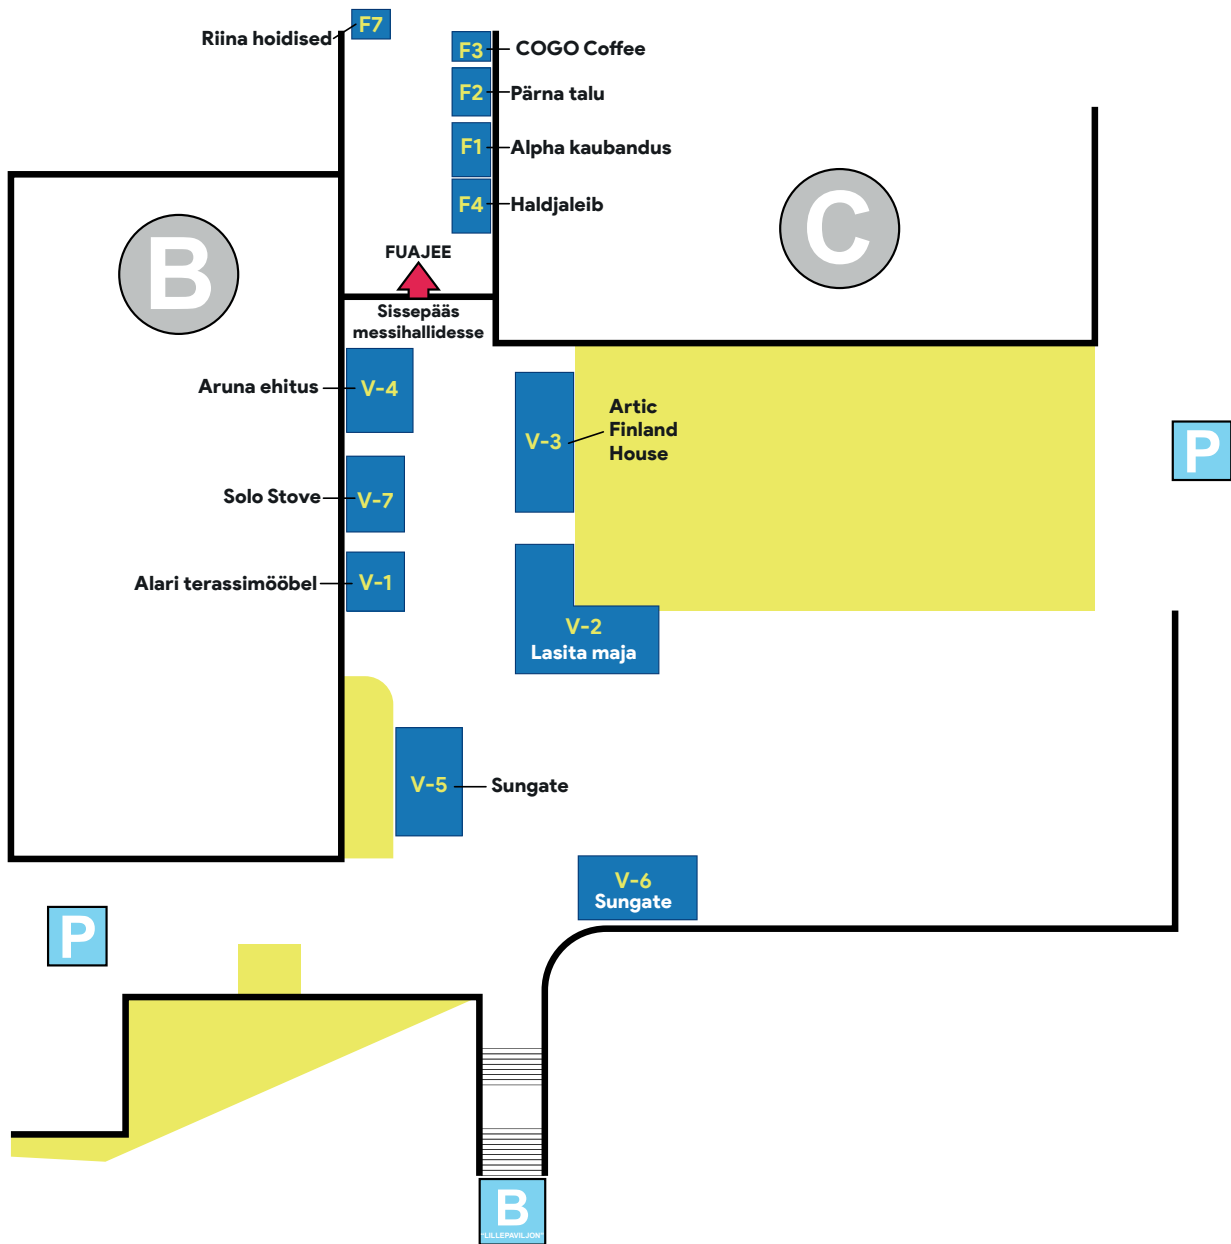 F7
Riina hoidised
F3
COGO Coffee
F2
Pärna talu
F1
Alpha kaubandus
F4
Haldjaleib
B
C
FUAJEE
Sissepääs
messihallidesse
Aruna ehitus
V-4
V-3
Artic
Finland
House
P
Solo Stove
V-7
Alari terassimööbel
V-1
V-2
Lasita maja
V-5
Sungate
V-6
Sungate
P
B
"LILLEPAVILJON"